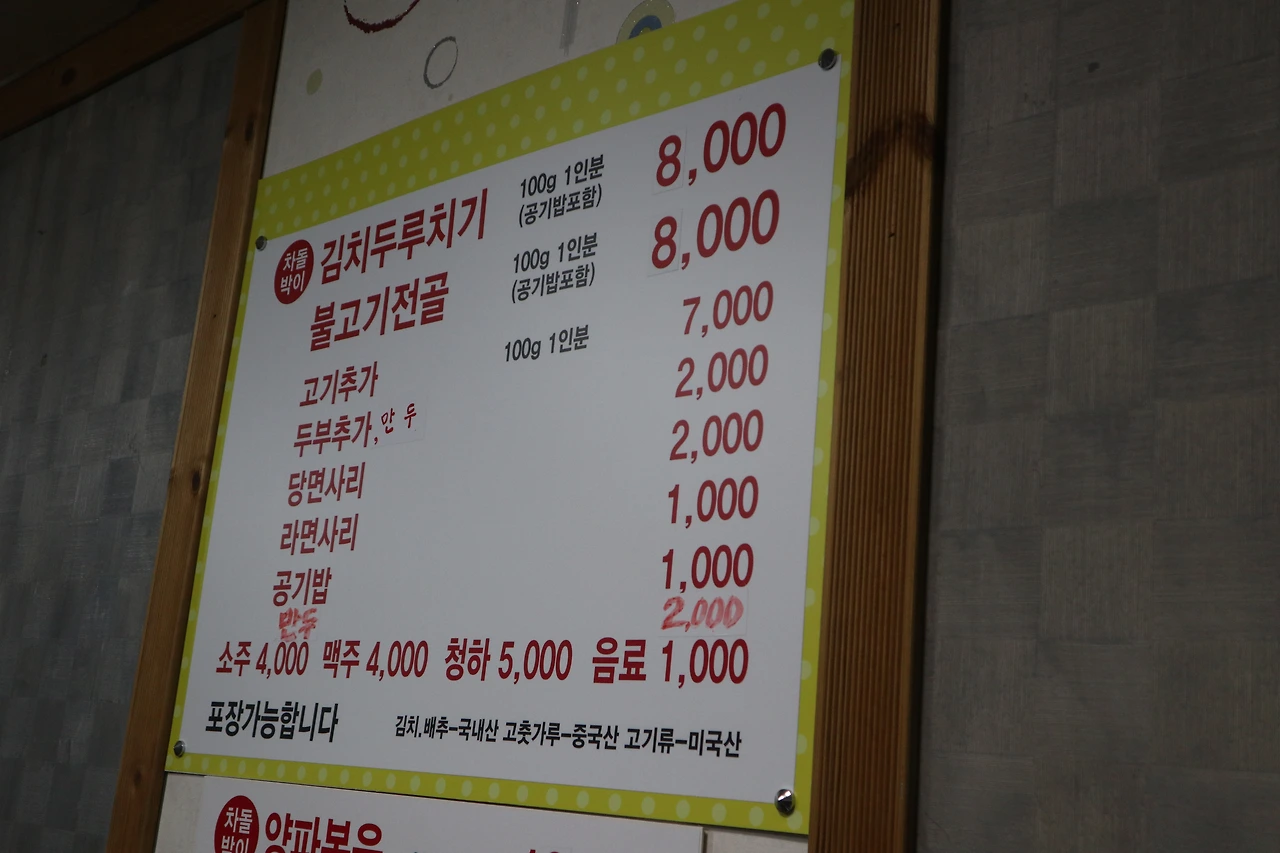 차돌박이 김치두루치기 100g 1인분 (공기밥포함) 8,000
불고기전골 100g 1인분 (공기밥포함) 8,000
고기추가 100g 1인분 7,000
두부추가,만두 2,000
당면사리 2,000
라면사리 1,000
공기밥 1,000
만두 2,000
소주 4,000 맥주 4,000 청하 5,000 음료 1,000
포장가능합니다 김치.배추-국내산 고춧가루-중국산 고기류-미국산
차돌박이 양파볶음